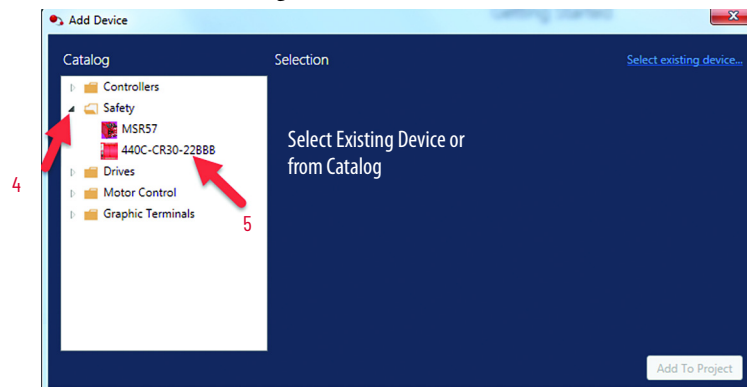 Add Device
Catalog
Selection
Select existing device...
Controllers
Safety
MSR57
440C-CR30-22BBB
Drives
Motor Control
Graphic Terminals
4
5
Select Existing Device or
from Catalog
Add To Project